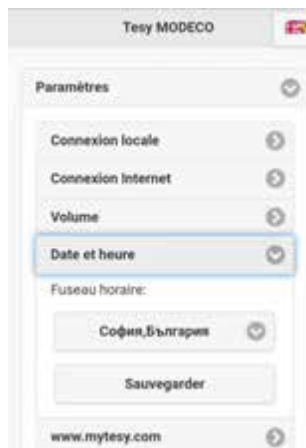 Tesy MODECO
Paramètres
Connexion locale
Connexion Internet
Volume
Date et heure
Fuseau horaire:
София,България
Sauvegarder
www.mytesy.com